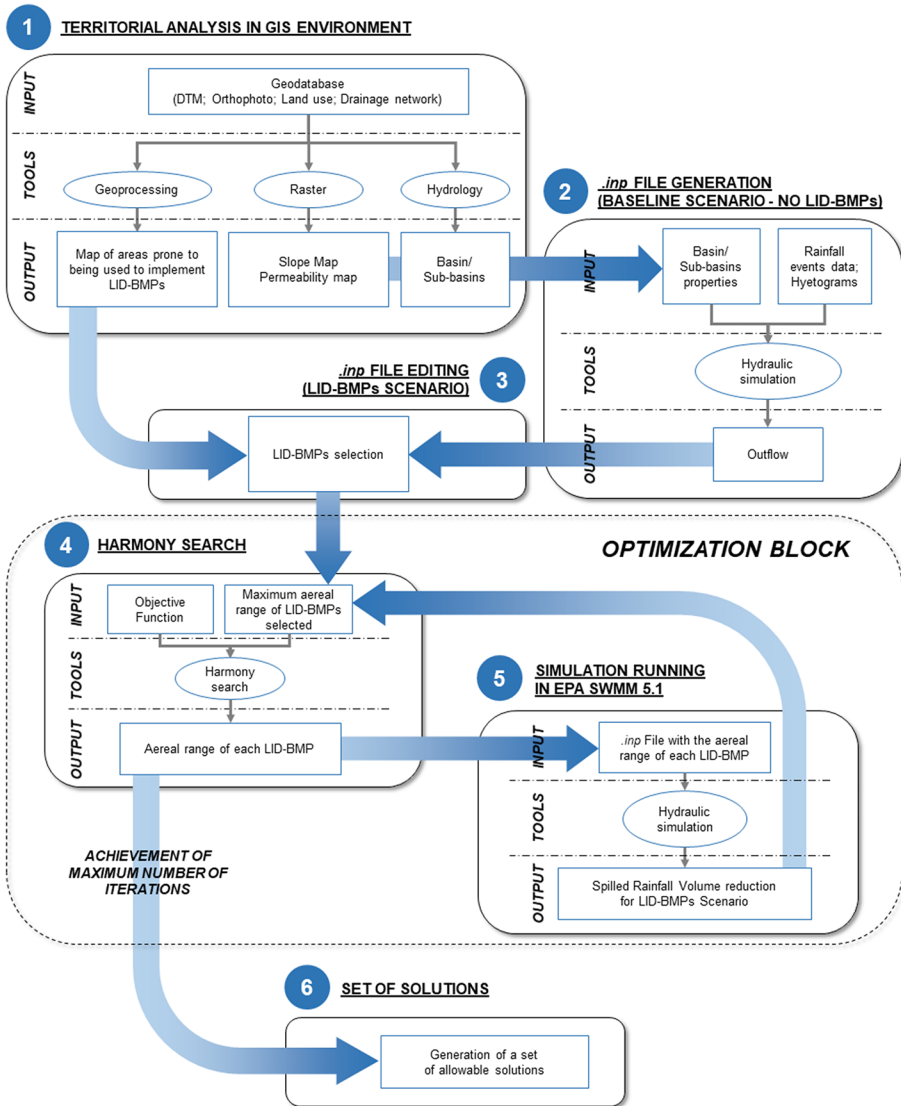 1
TERRITORIAL ANALYSIS IN GIS ENVIRONMENT
INPUT
Geodatabase
(DTM; Orthophoto; Land use; Drainage network)
TOOLS
Geoprocessing
Raster
Hydrology
OUTPUT
Map of areas prone to
being used to implement
LID-BMPs
Slope Map
Permeability map
Basin/
Sub-basins
2
.inp FILE GENERATION
(BASELINE SCENARIO - NO LID-BMPs)
INPUT
Basin/
Sub-basins
properties
Rainfall
events data;
Hyetograms
TOOLS
Hydraulic
simulation
OUTPUT
Outflow
.inp FILE EDITING
(LID-BMPs SCENARIO)
3
LID-BMPs selection
OPTIMIZATION BLOCK
4
HARMONY SEARCH
INPUT
Objective
Function
Maximum aereal
range of LID-BMPs
selected
TOOLS
Harmony
search
OUTPUT
Aereal range of each LID-BMP
5
SIMULATION RUNNING
IN EPA SWMM 5.1
INPUT
.inp File with the aereal
range of each LID-BMP
TOOLS
Hydraulic
simulation
OUTPUT
Spilled Rainfall Volume reduction
for LID-BMPs Scenario
ACHIEVEMENT OF
MAXIMUM NUMBER OF
ITERATIONS
6
SET OF SOLUTIONS
Generation of a set
of allowable solutions